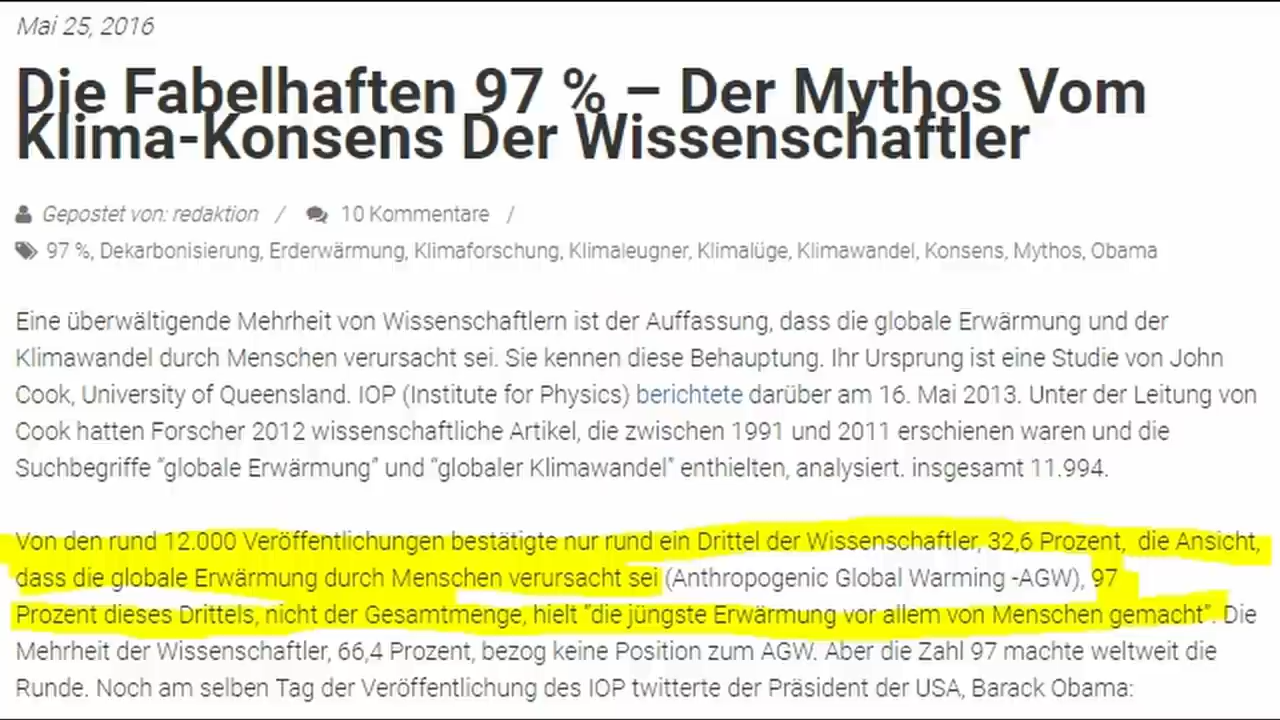 Mai 25, 2016
Die Fabelhaften 97 % – Der Mythos Vom
Klima-Konsens Der Wissenschaftler
Gepostet von: redaktion / 10 Kommentare /
97 %, Dekarbonisierung, Erderwärmung, Klimaforschung, Klimaleugner, Klimalüge, Klimawandel, Konsens, Mythos, Obama
Eine überwältigende Mehrheit von Wissenschaftlern ist der Auffassung, dass die globale Erwärmung und der
Klimawandel durch Menschen verursacht sei. Sie kennen diese Behauptung. Ihr Ursprung ist eine Studie von John
Cook, University of Queensland. IOP (Institute for Physics) berichtete darüber am 16. Mai 2013. Unter der Leitung von
Cook hatten Forscher 2012 wissenschaftliche Artikel, die zwischen 1991 und 2011 erschienen waren und die
Suchbegriffe “globale Erwärmung” und “globaler Klimawandel” enthielten, analysiert. insgesamt 11.994.
Von den rund 12.000 Veröffentlichungen bestätigte nur rund ein Drittel der Wissenschaftler, 32,6 Prozent, die Ansicht,
dass die globale Erwärmung durch Menschen verursacht sei (Anthropogenic Global Warming -AGW), 97
Prozent dieses Drittels, nicht der Gesamtmenge, hielt “die jüngste Erwärmung vor allem von Menschen gemacht”. Die
Mehrheit der Wissenschaftler, 66,4 Prozent, bezog keine Position zum AGW. Aber die Zahl 97 machte weltweit die
Runde. Noch am selben Tag der Veröffentlichung des IOP twitterte der Präsident der USA, Barack Obama: